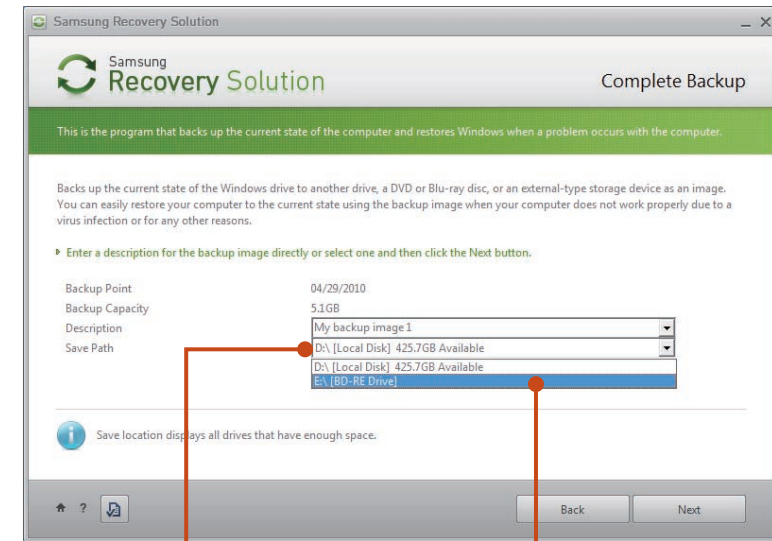 Samsung Recovery Solution
Samsung
Recovery Solution
Complete Backup
This is the program that backs up the current state of the computer and restores Windows when a problem occurs with the computer.
Backs up the current state of the Windows drive to another drive, a DVD or Blu-ray disc, or an external-type storage device as an image.
You can easily restore your computer to the current state using the backup image when your computer does not work properly due to a
virus infection or for any other reasons.
Enter a description for the backup image directly or select one and then click the Next button.
Backup Point 04/29/2010
Backup Capacity 5.1GB
Description My backup image 1
Save Path D:\ [Local Disk] 425.7GB Available
D:\ [Local Disk] 425.7GB Available
E:\ [BD-RE Drive]
Save location displays all drives that have enough space.
? Back Next